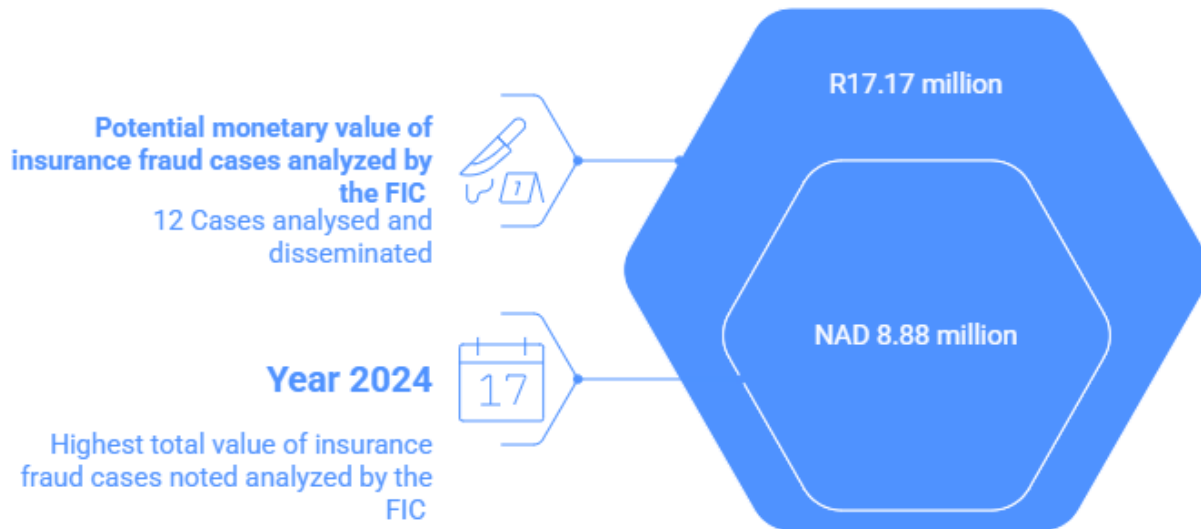 Potential monetary value of
insurance fraud cases analyzed by
the FIC
12 Cases analysed and
disseminated
R17.17 million
Year 2024
17
Highest total value of insurance
fraud cases noted analyzed by the
FIC
NAD 8.88 million